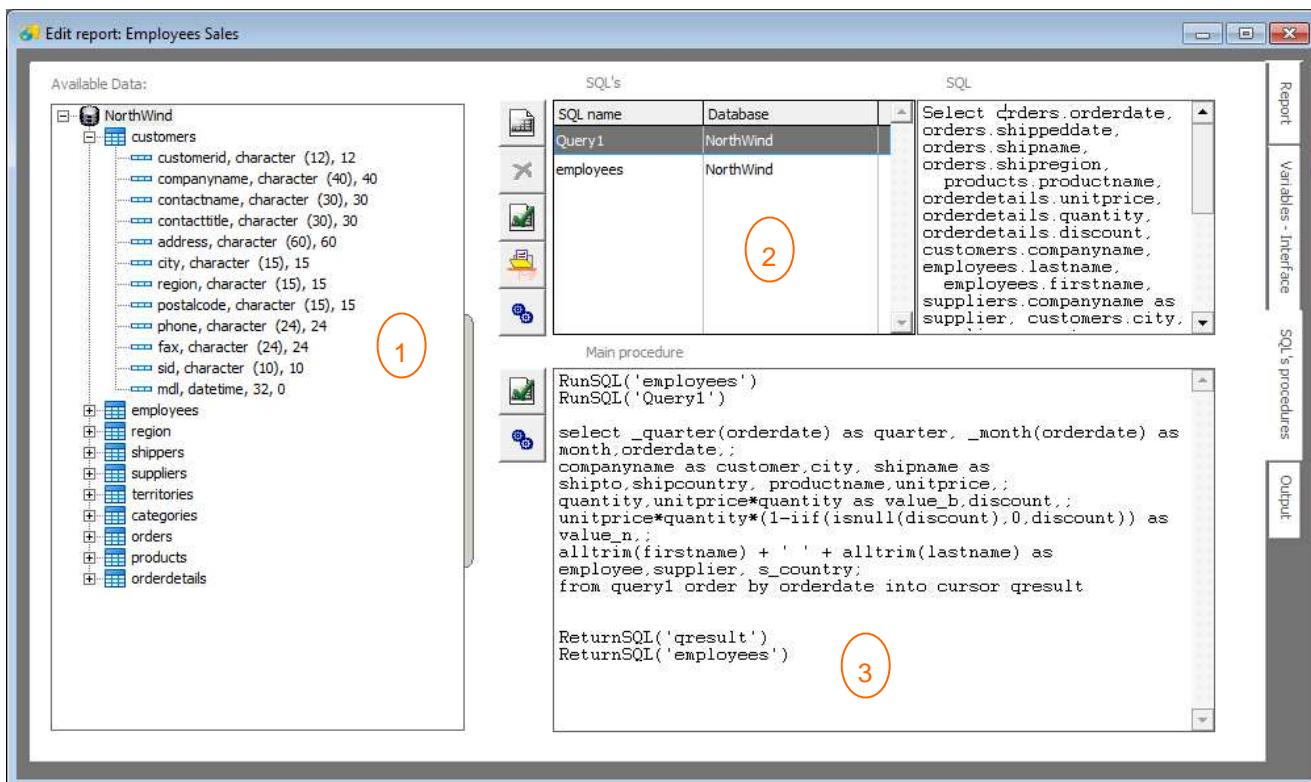 Edit report: Employees Sales
Available Data:
NorthWind
customers
customerid, character (12), 12
companyname, character (40), 40
contactname, character (30), 30
contacttitle, character (30), 30
address, character (60), 60
city, character (15), 15
region, character (15), 15
postalcode, character (15), 15
phone, character (24), 24
fax, character (24), 24
sid, character (10), 10
mdl, datetime, 32, 0
employees
region
shippers
suppliers
territories
categories
orders
products
orderdetails
1
SQL's
SQL name Database
Query1 NorthWind
employees NorthWind
2
SQL
Select orders.orderdate,
orders.shippeddate,
orders.shipname,
orders.shipregion,
products.productname,
orderdetails.unitprice,
orderdetails.quantity,
orderdetails.discount,
customers.companyname,
employees.lastname,
employees.firstname,
suppliers.companyname as
supplier, customers.city,
Main procedure
RunSQL('employees')
RunSQL('Query1')
select _quarter(orderdate) as quarter, _month(orderdate) as
month,orderdate,;
companyname as customer,city, shipname as
shipto,shipcountry, productname,unitprice,;
quantity,unitprice*quantity as value_b,discount,;
unitprice*quantity*(1-iif(isnull(discount),0,discount)) as
value_n,;
alltrim(firstname) + ' ' + alltrim(lastname) as
employee,supplier, s_country;
from query1 order by orderdate into cursor qresult
ReturnSQL('qresult')
ReturnSQL('employees')
3
Report
Variables - Interface
SQL's procedures
Output